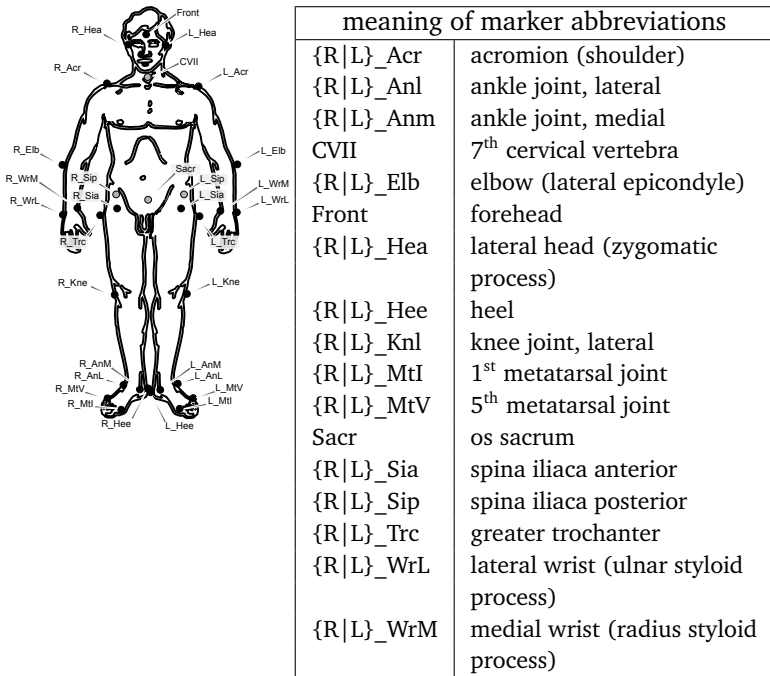 Front
R_Hea
L_Hea
CVII
R_Acr
L_Acr
R_Elb
L_Elb
Sacr
R_Sip
L_Sip
R_WrM
L_WrM
R_Sia
L_Sia
R_WrL
L_WrL
R_Trc
L_Trc
R_Kne
L_Kne
R_AnM
L_AnM
R_AnL
L_AnL
R_MtV
L_MtV
R_MtI
L_MtI
R_Hee
L_Hee
meaning of marker abbreviations
{R|L}_Acr acromion (shoulder)
{R|L}_Anl ankle joint, lateral
{R|L}_Anm ankle joint, medial
CVII 7th cervical vertebra
{R|L}_Elb elbow (lateral epicondyle)
Front forehead
{R|L}_Hea lateral head (zygomatic
process)
{R|L}_Hee heel
{R|L}_Knl knee joint, lateral
{R|L}_MtI 1st metatarsal joint
{R|L}_MtV 5th metatarsal joint
Sacr os sacrum
{R|L}_Sia spina iliaca anterior
{R|L}_Sip spina iliaca posterior
{R|L}_Trc greater trochanter
{R|L}_WrL lateral wrist (ulnar styloid
process)
{R|L}_WrM medial wrist (radius styloid
process)